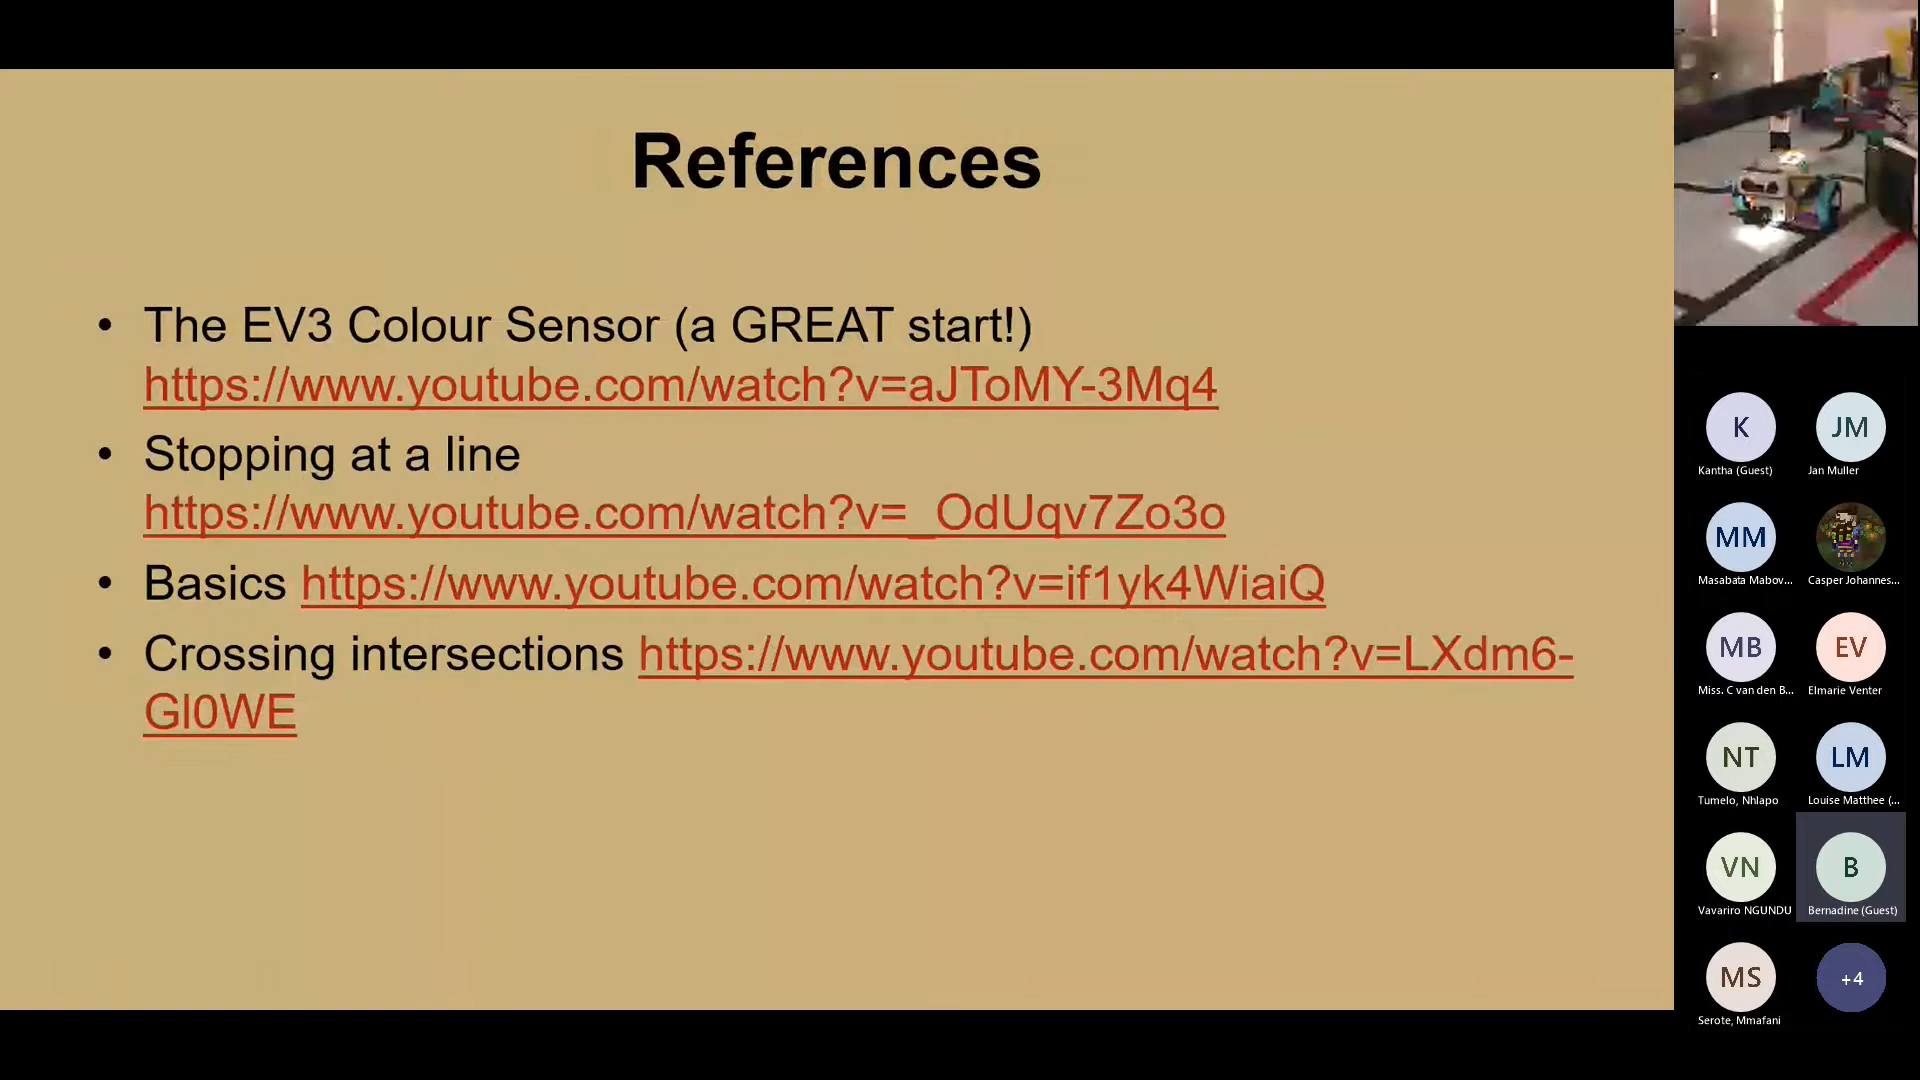 References
• The EV3 Colour Sensor (a GREAT start!)
https://www.youtube.com/watch?v=aJToMY-3Mq4
• Stopping at a line
https://www.youtube.com/watch?v=_OdUqv7Zo3o
• Basics https://www.youtube.com/watch?v=if1yk4WiaiQ
• Crossing intersections https://www.youtube.com/watch?v=LXdm6-
Gl0WE
K JM
Kantha (Guest) Jan Muller
MM
Masabata Mabov... Casper Johannes...
MB EV
Miss. C van den B... Elmarie Venter
NT LM
Tumelo, Nhlapo Louise Matthee (...
VN B
Vavariro NGUNDU Bernadine (Guest)
MS +4
Serote, Mmafani